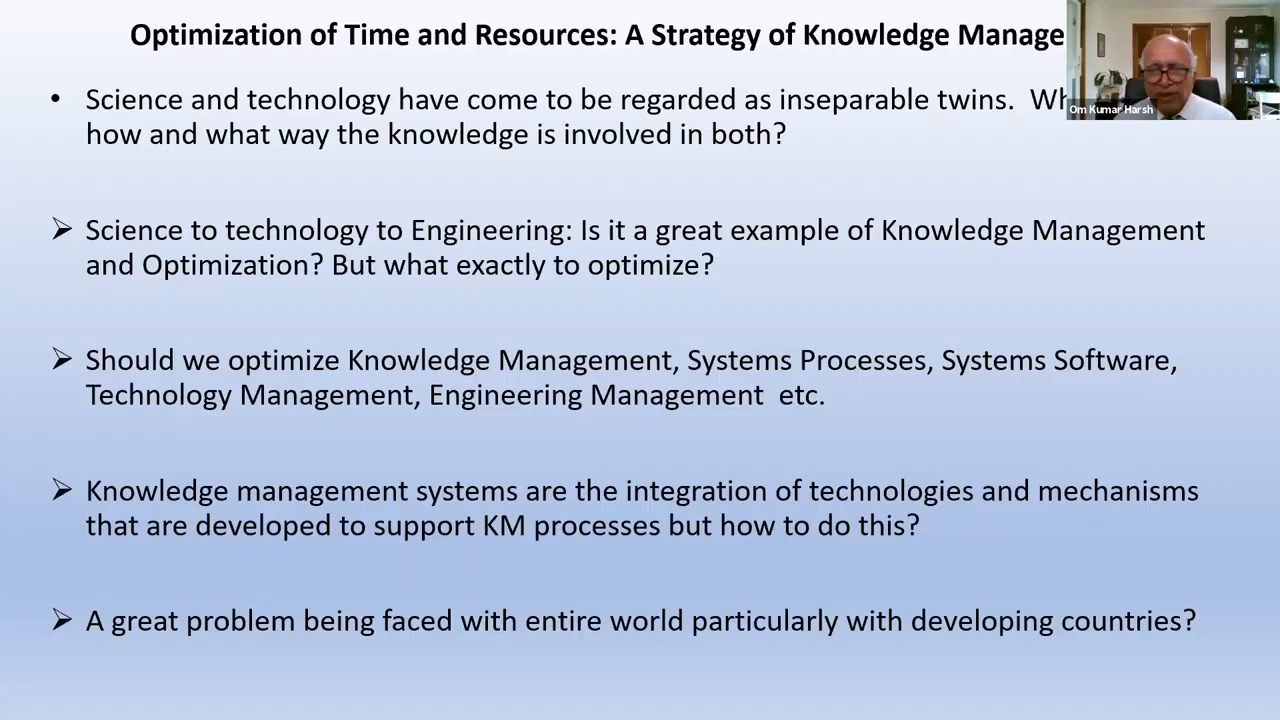 Optimization of Time and Resources: A Strategy of Knowledge Manage
• Science and technology have come to be regarded as inseparable twins.
how and what way the knowledge is involved in both?
➢ Science to technology to Engineering: Is it a great example of Knowledge Management
and Optimization? But what exactly to optimize?
➢ Should we optimize Knowledge Management, Systems Processes, Systems Software,
Technology Management, Engineering Management etc.
➢ Knowledge management systems are the integration of technologies and mechanisms
that are developed to support KM processes but how to do this?
➢ A great problem being faced with entire world particularly with developing countries?
Om Kumar Harsh